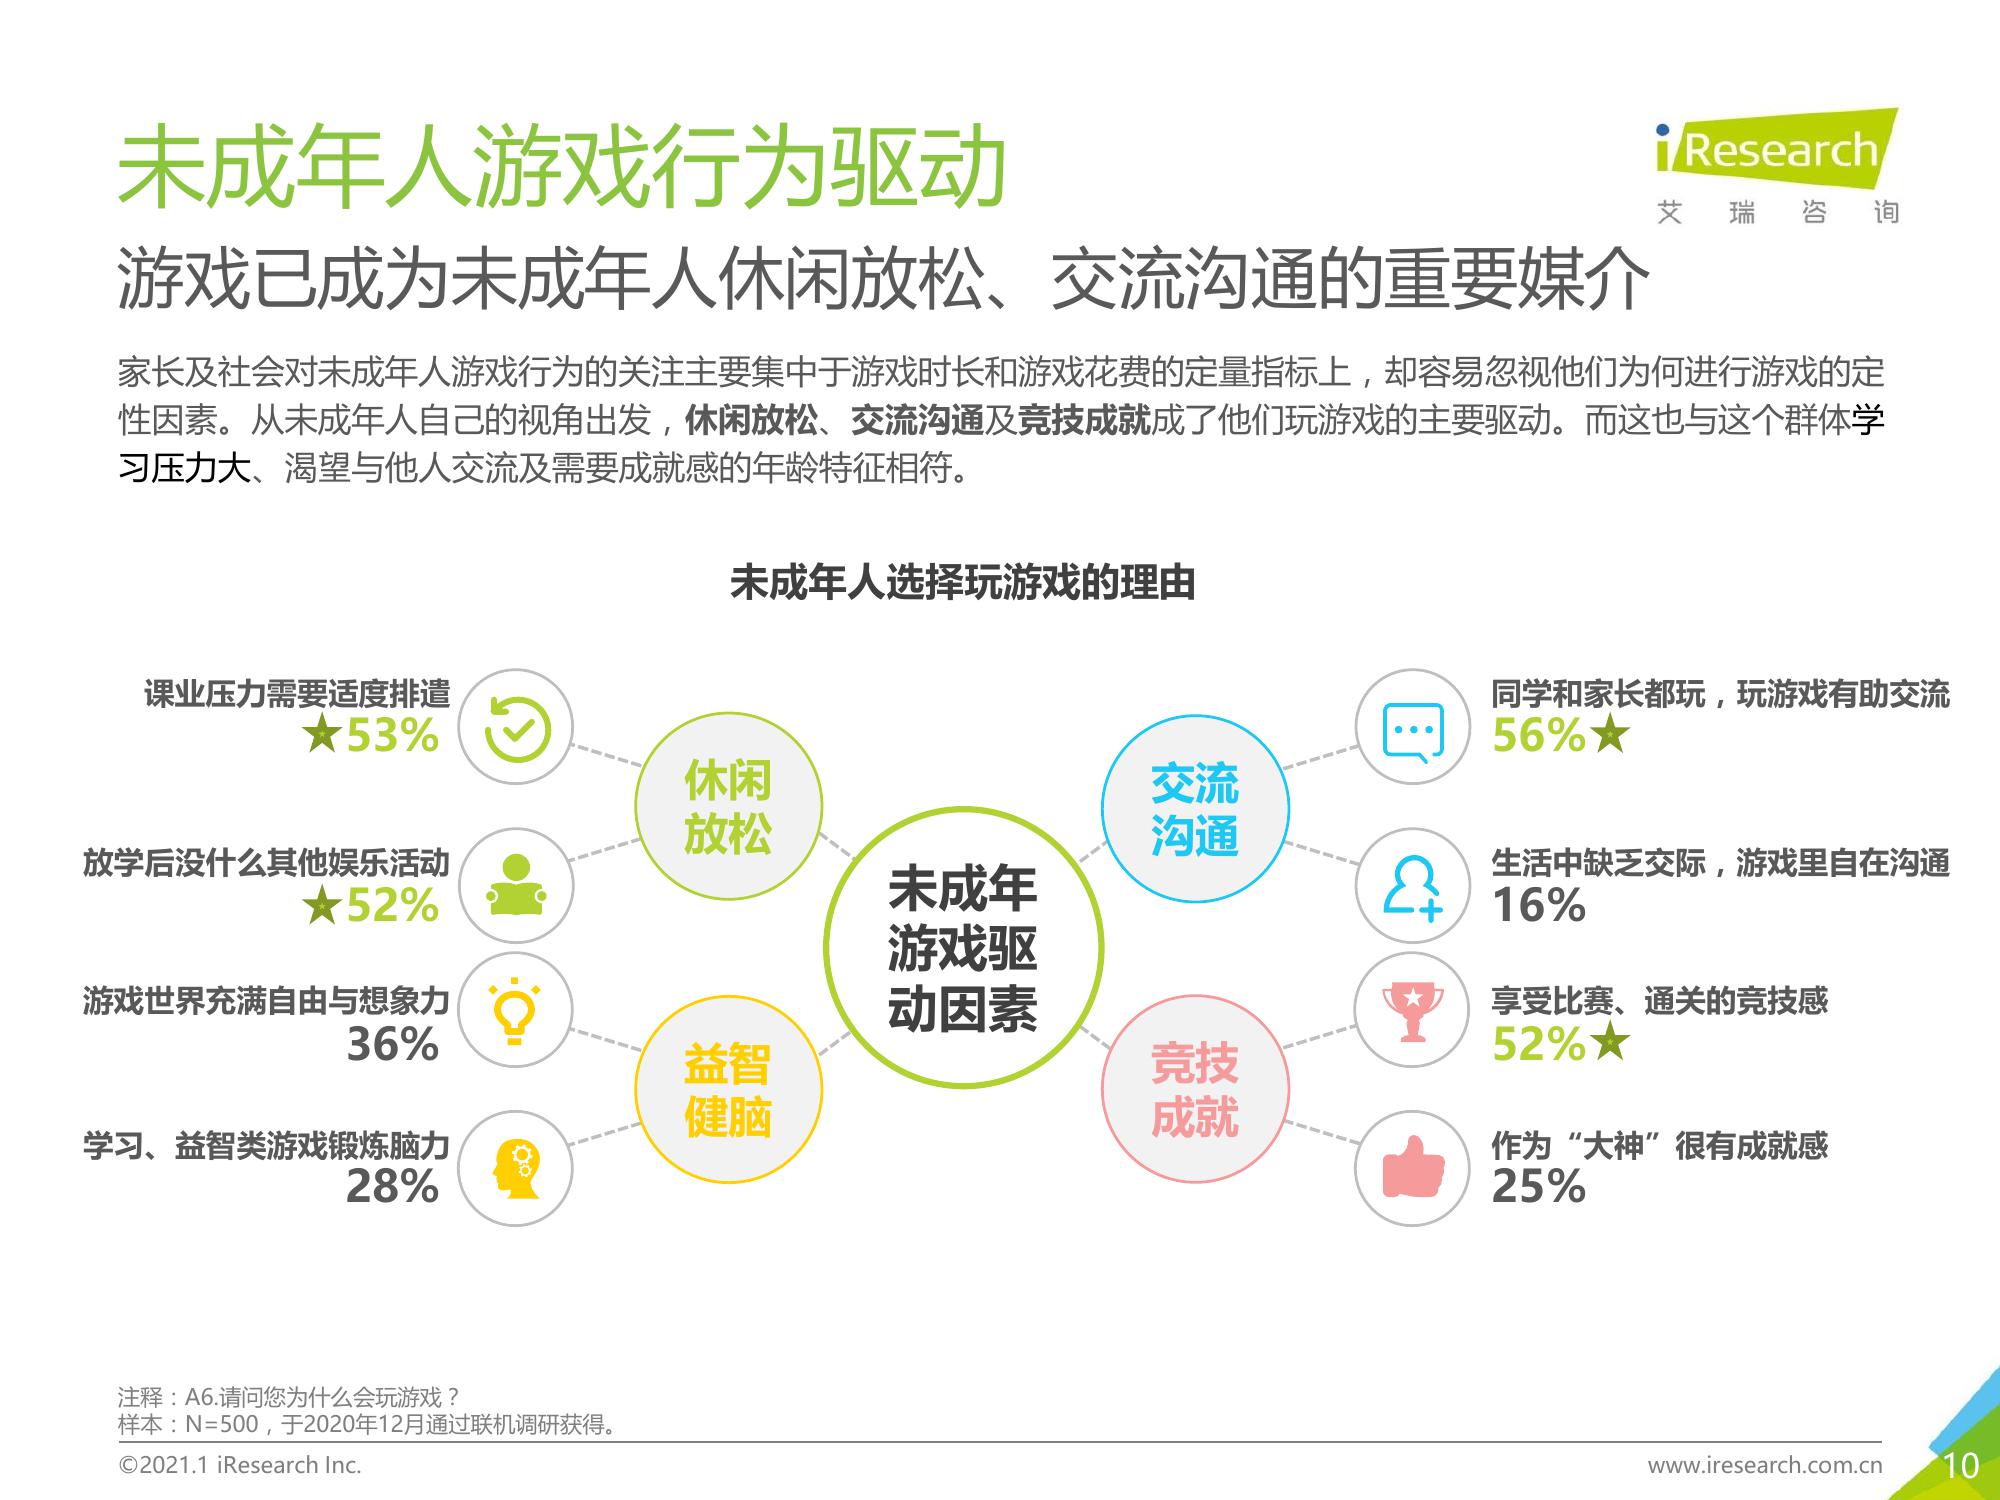 未成年人游戏行为驱动
iResearch
艾瑞咨询
游戏已成为未成年人休闲放松、交流沟通的重要媒介
家长及社会对未成年人游戏行为的关注主要集中于游戏时长和游戏花费的定量指标上，却容易忽视他们为何进行游戏的定
性因素。从未成年人自己的视角出发，休闲放松、交流沟通及竞技成就成了他们玩游戏的主要驱动。而这也与这个群体学
习压力大、渴望与他人交流及需要成就感的年龄特征相符。
未成年人选择玩游戏的理由
课业压力需要适度排遣
★53%
放学后没什么其他娱乐活动
★52%
休闲
放松
游戏世界充满自由与想象力
36%
学习、益智类游戏锻炼脑力
28%
益智
健脑
未成年
游戏驱
动因素
交流
沟通
同学和家长都玩，玩游戏有助交流
56%★
生活中缺乏交际，游戏里自在沟通
16%
竞技
成就
享受比赛、通关的竞技感
52%★
作为“大神”很有成就感
25%
注释：A6.请问您为什么会玩游戏？
样本：N=500，于2020年12月通过联机调研获得。
©2021.1 iResearch Inc.
www.iresearch.com.cn
10